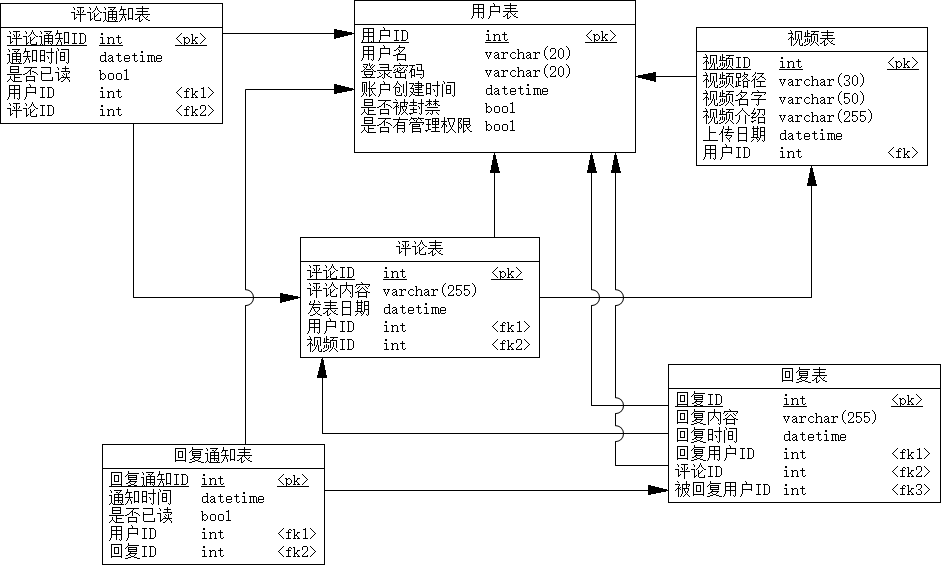 评论通知表
评论通知ID int <pk>
通知时间 datetime
是否已读 bool
用户ID int <fk1>
评论ID int <fk2>
用户表
用户ID int <pk>
用户名 varchar(20)
登录密码 varchar(20)
账户创建时间 datetime
是否被封禁 bool
是否有管理权限 bool
视频表
视频ID int <pk>
视频路径 varchar(30)
视频名字 varchar(50)
视频介绍 varchar(255)
上传日期 datetime
用户ID int <fk>
评论表
评论ID int <pk>
评论内容 varchar(255)
发表日期 datetime
用户ID int <fk1>
视频ID int <fk2>
回复表
回复ID int <pk>
回复内容 varchar(255)
回复时间 datetime
回复用户ID int <fk1>
评论ID int <fk2>
被回复用户ID int <fk3>
回复通知表
回复通知ID int <pk>
通知时间 datetime
是否已读 bool
用户ID int <fk1>
回复ID int <fk2>